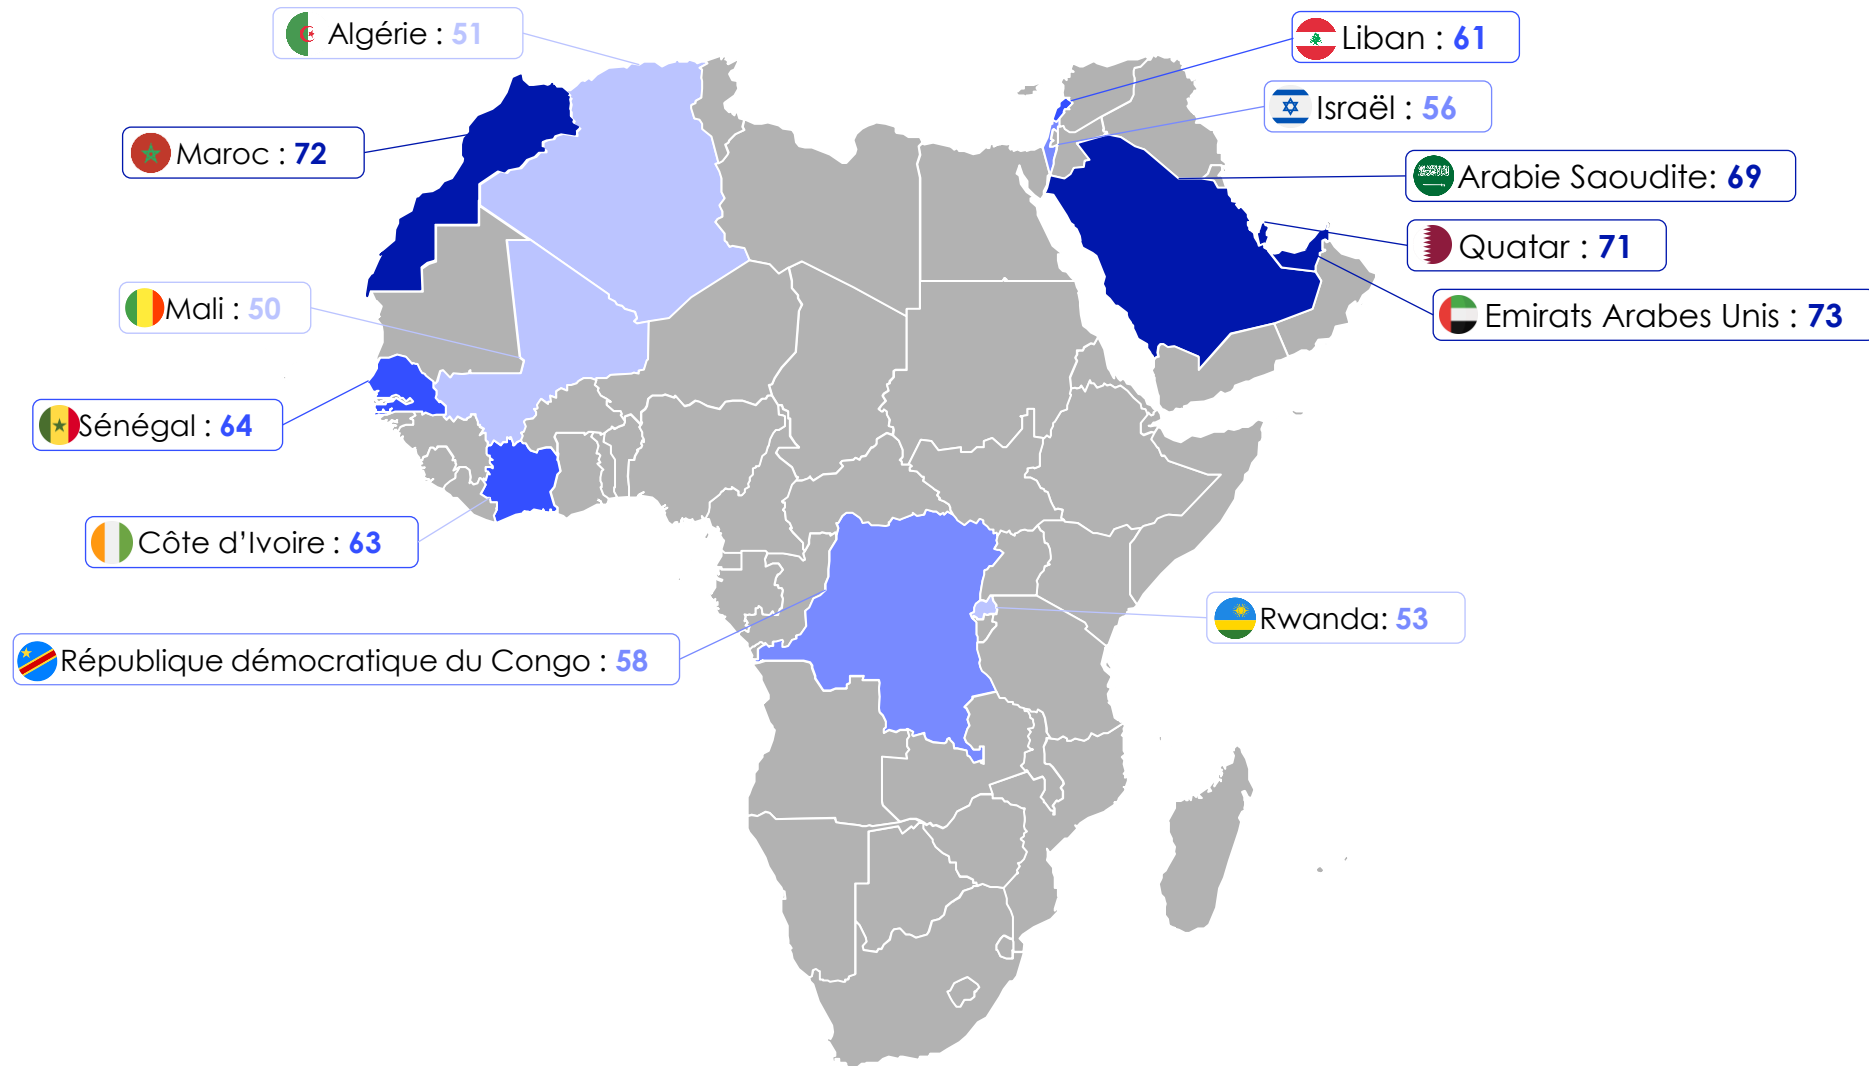 Algérie : 51
Liban : 61
Israël : 56
Maroc : 72
Arabie Saoudite: 69
Quatar : 71
Mali : 50
Emirats Arabes Unis : 73
Sénégal : 64
Côte d’Ivoire : 63
Rwanda: 53
République démocratique du Congo : 58